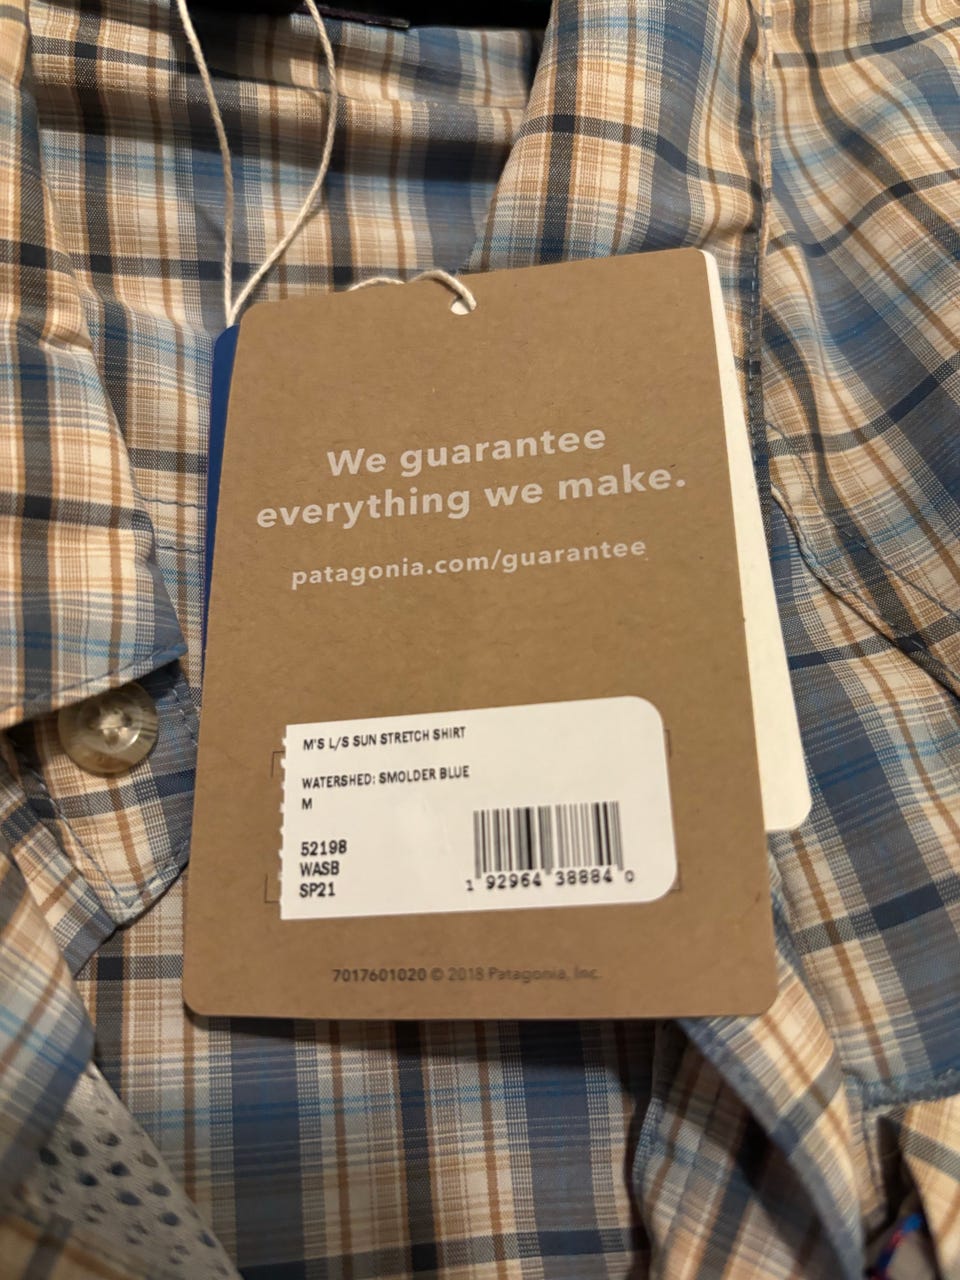 We guarantee
everything we make.
patagonia.com/guarantee
M'S L/S SUN STRETCH SHIRT
WATERSHED: SMOLDER BLUE
M
52198
WASB
SP21
1 92964 38884 0
7017601020 © 2018 Patagonia, Inc.